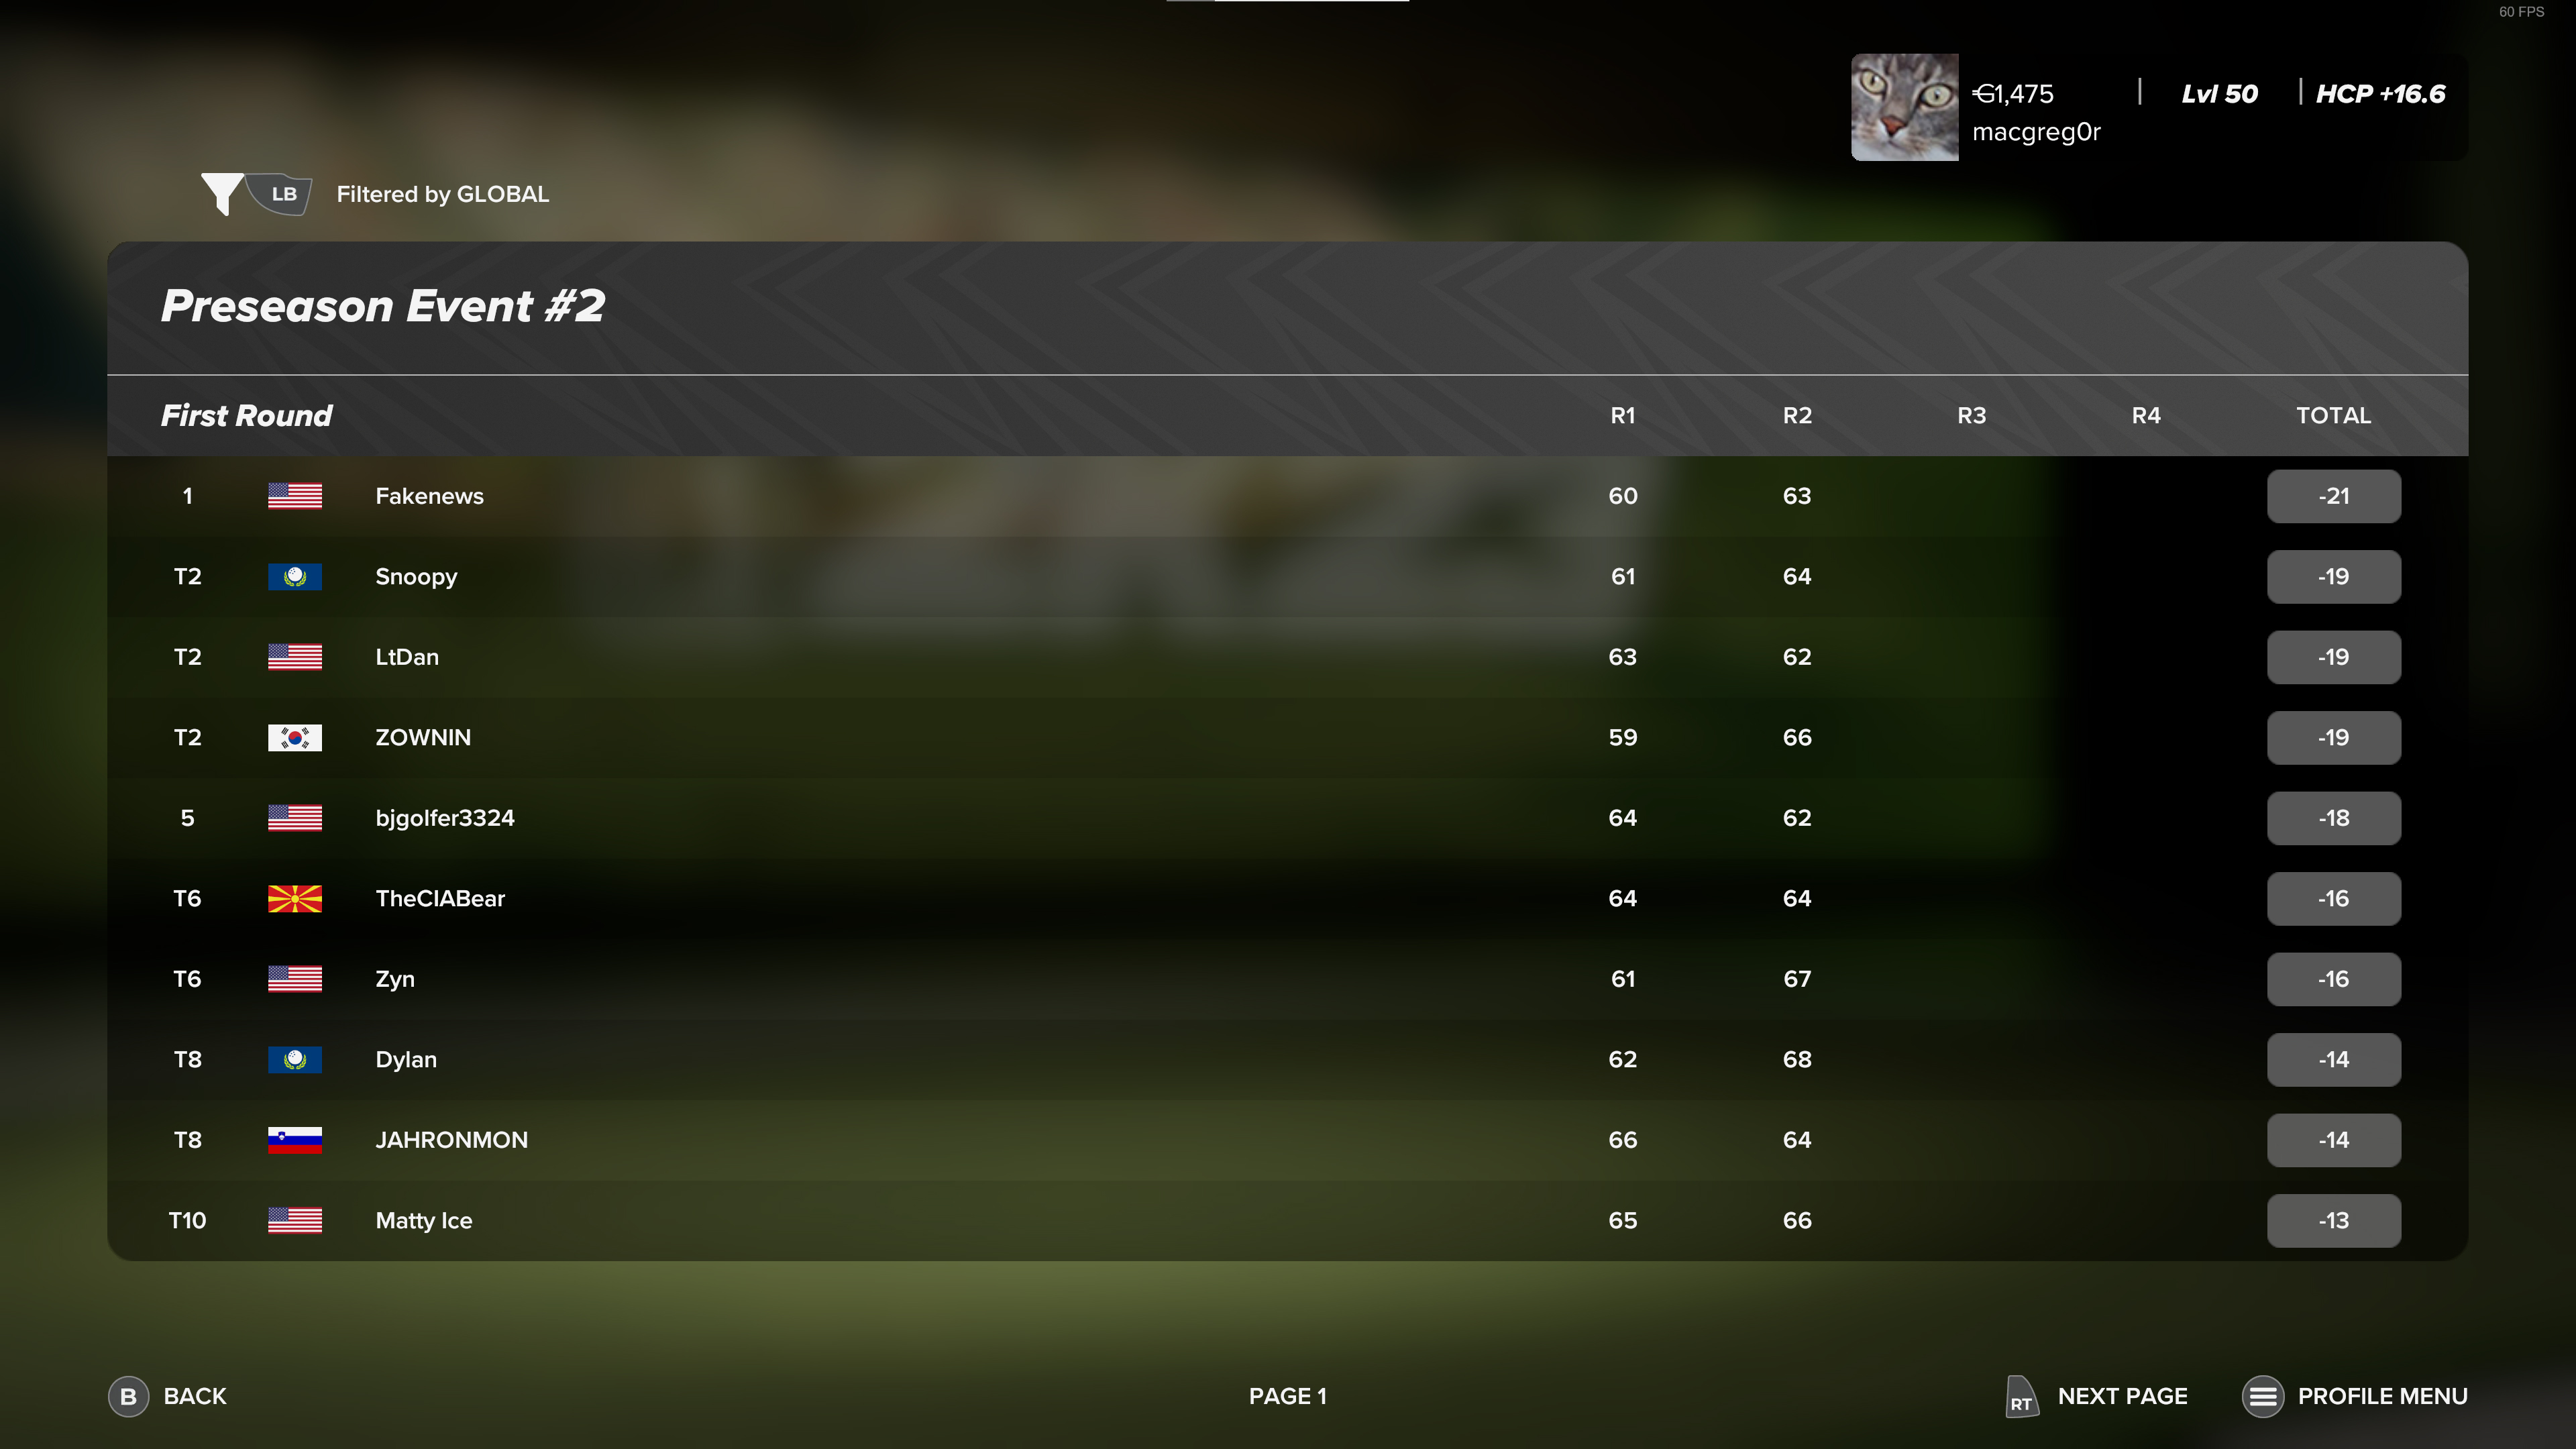 60 FPS
G1,475 | Lvl 50 | HCP +16.6
macgreg0r
LB Filtered by GLOBAL
Preseason Event #2
First Round R1 R2 R3 R4 TOTAL
1 Fakenews 60 63 -21
T2 Snoopy 61 64 -19
T2 LtDan 63 62 -19
T2 ZOWNIN 59 66 -19
5 bjgolfer3324 64 62 -18
T6 TheCIABear 64 64 -16
T6 Zyn 61 67 -16
T8 Dylan 62 68 -14
T8 JAHRONMON 66 64 -14
T10 Matty Ice 65 66 -13
B BACK PAGE 1 RT NEXT PAGE PROFILE MENU